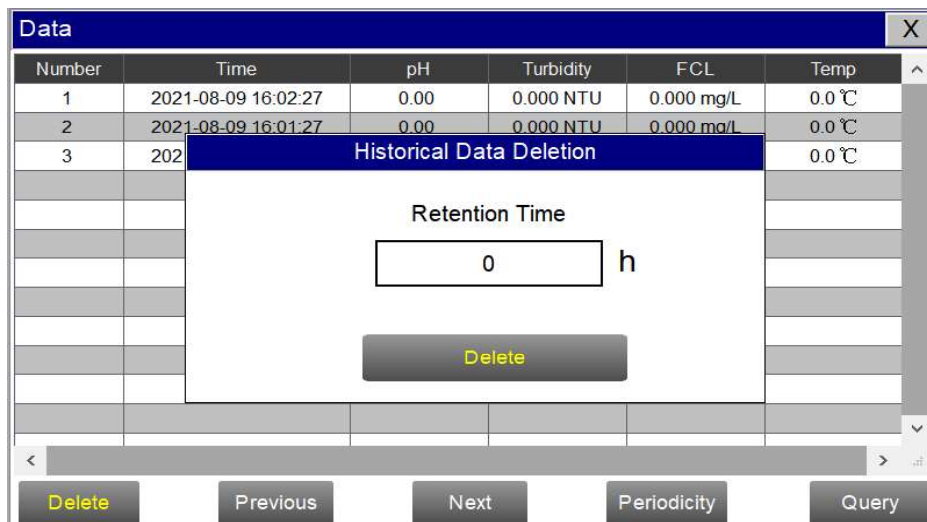 Data X
Number Time pH Turbidity FCL Temp
1 2021-08-09 16:02:27 0.00 0.000 NTU 0.000 mg/L 0.0 ℃
2 2021-08-09 16:01:27 0.00 0.000 NTU 0.000 mg/L 0.0 ℃
3 202 0.0 ℃
Historical Data Deletion
Retention Time
0 h
Delete
Delete Previous Next Periodicity Query